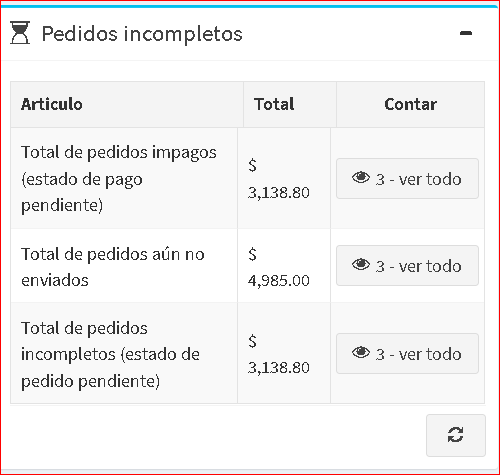 Pedidos incompletos
Articulo Total Contar
Total de pedidos impagos
(estado de pago
pendiente)
$
3,138.80
3 - ver todo
Total de pedidos aún no
enviados
$
4,985.00
3 - ver todo
Total de pedidos
incompletos (estado de
pedido pendiente)
$
3,138.80
3 - ver todo